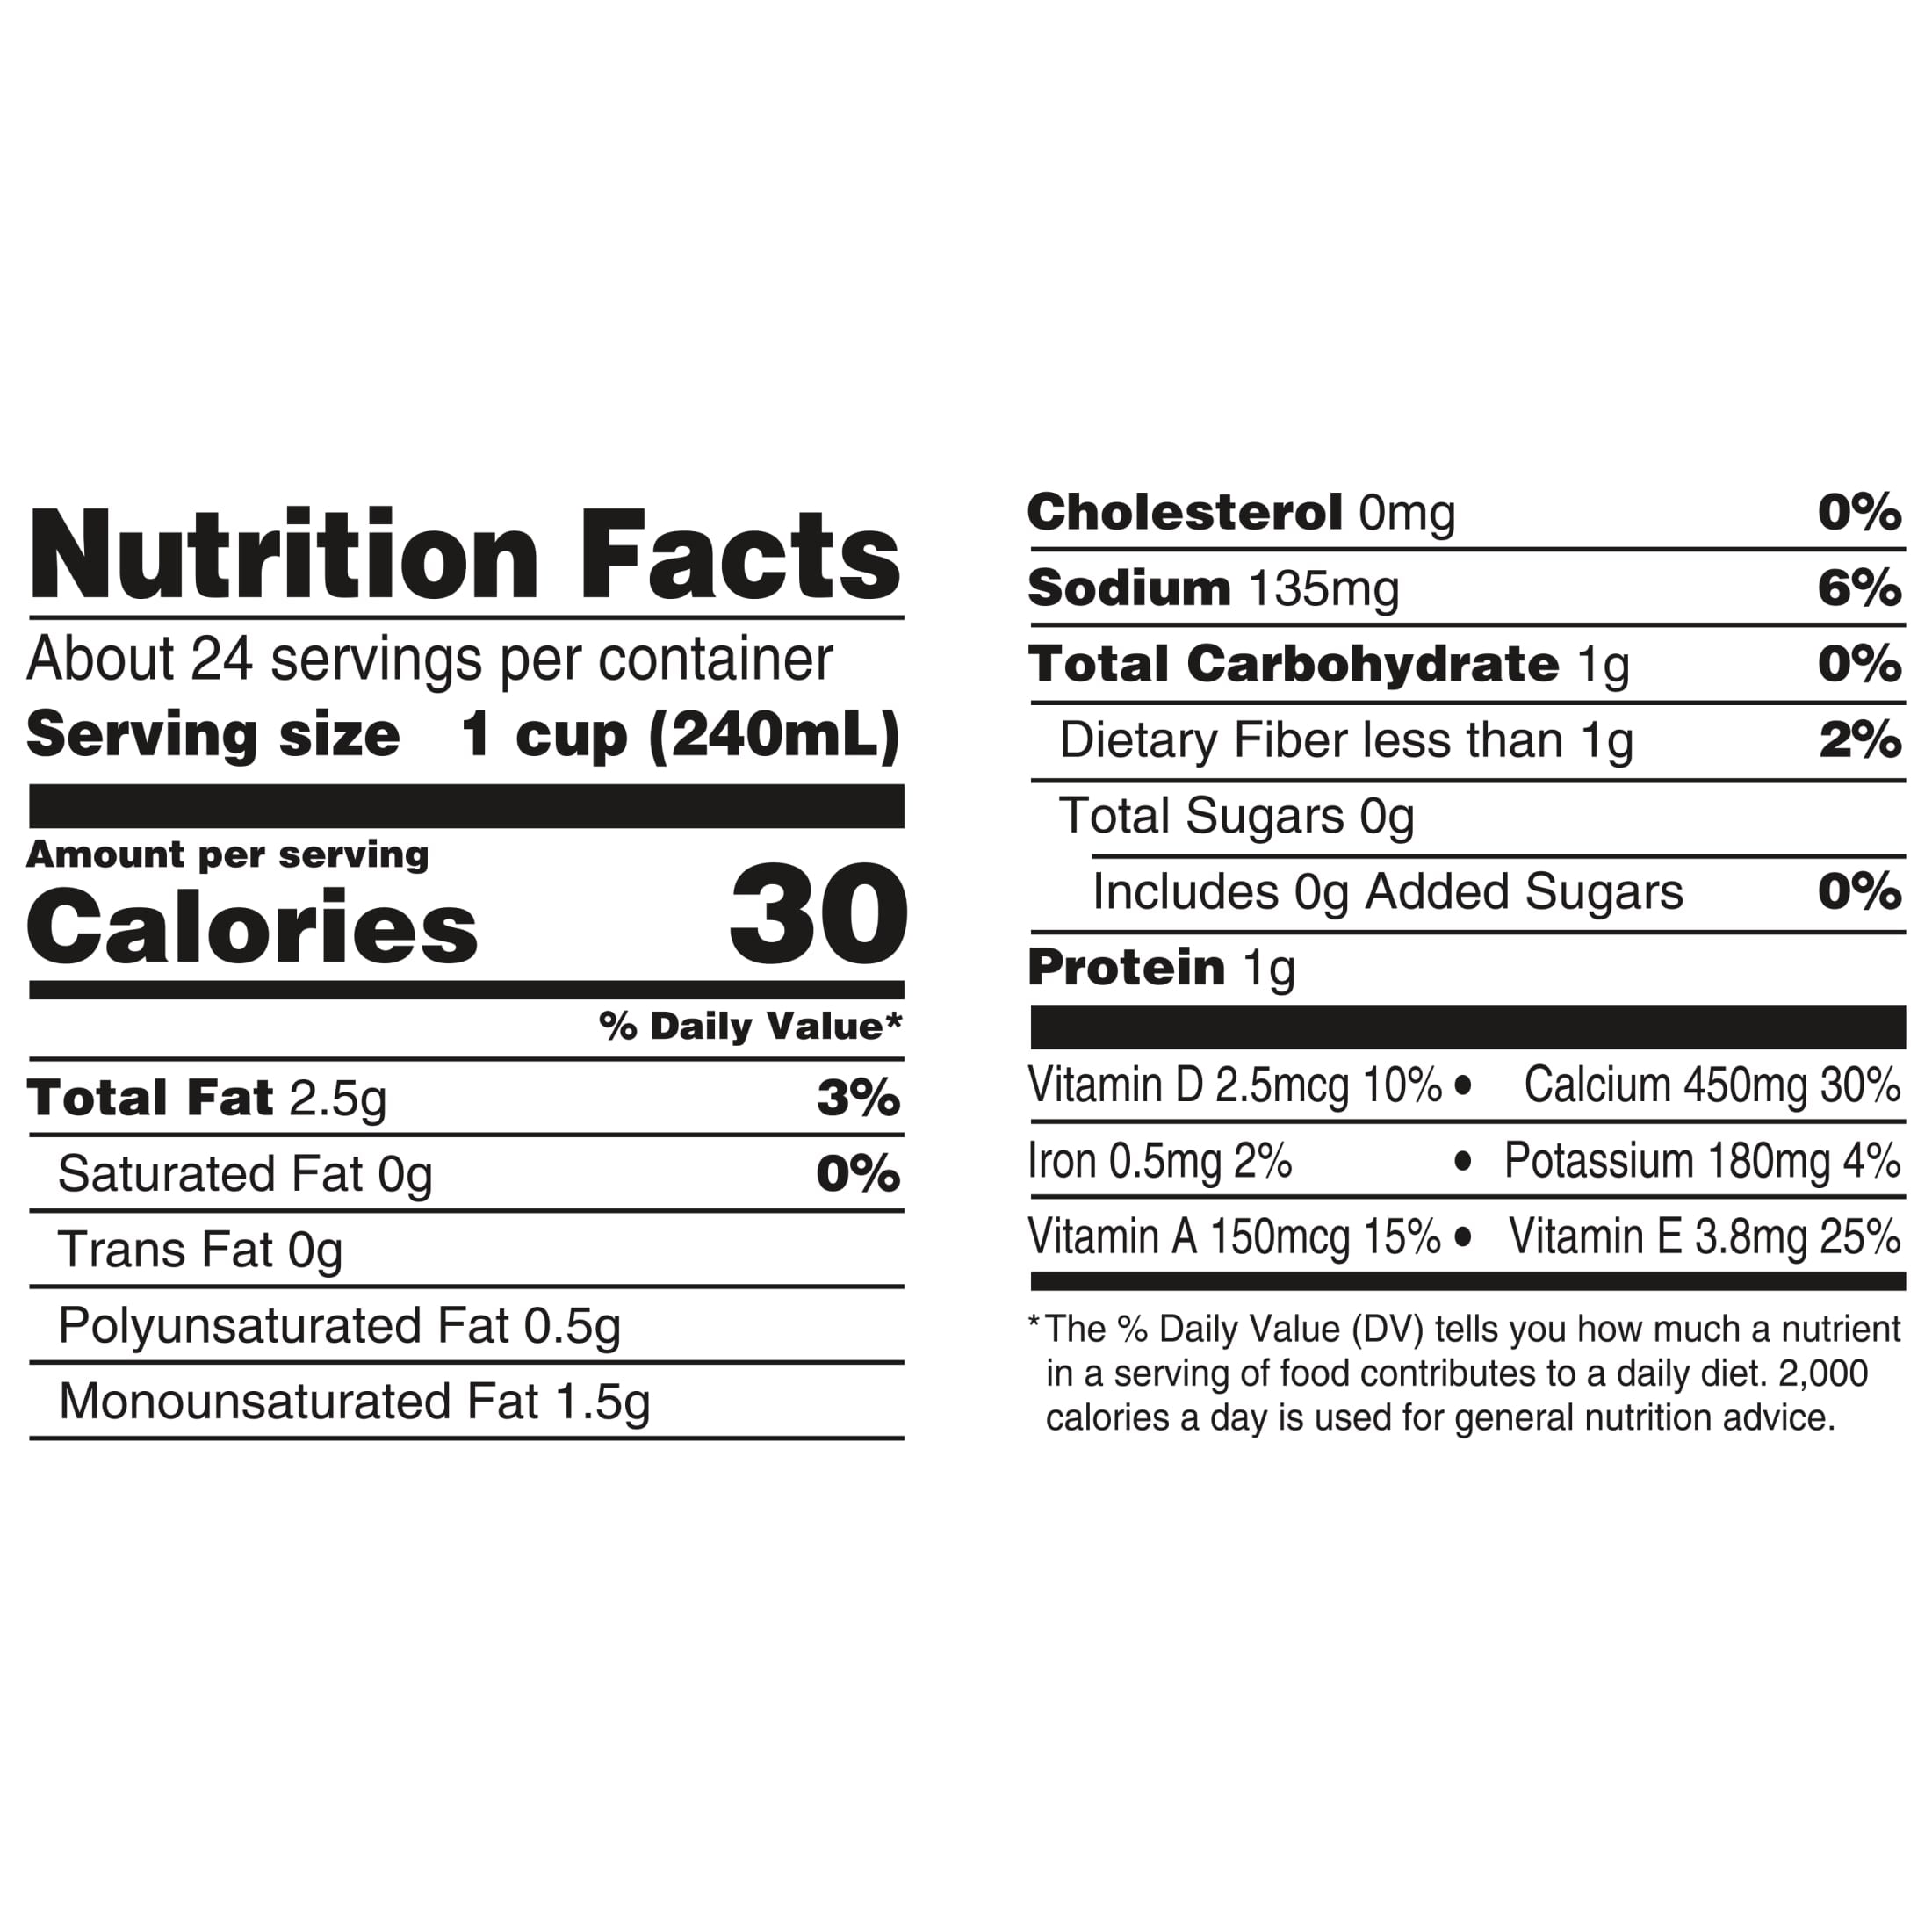 Nutrition Facts
About 24 servings per container
Serving size 1 cup (240mL)
Amount per serving
Calories 30
% Daily Value*
Total Fat 2.5g 3%
Saturated Fat 0g 0%
Trans Fat 0g
Polyunsaturated Fat 0.5g
Monounsaturated Fat 1.5g
Cholesterol 0mg 0%
Sodium 135mg 6%
Total Carbohydrate 1g 0%
Dietary Fiber less than 1g 2%
Total Sugars 0g
Includes 0g Added Sugars 0%
Protein 1g
Vitamin D 2.5mcg 10% • Calcium 450mg 30%
Iron 0.5mg 2% • Potassium 180mg 4%
Vitamin A 150mcg 15% • Vitamin E 3.8mg 25%
*The % Daily Value (DV) tells you how much a nutrient
in a serving of food contributes to a daily diet. 2,000
calories a day is used for general nutrition advice.